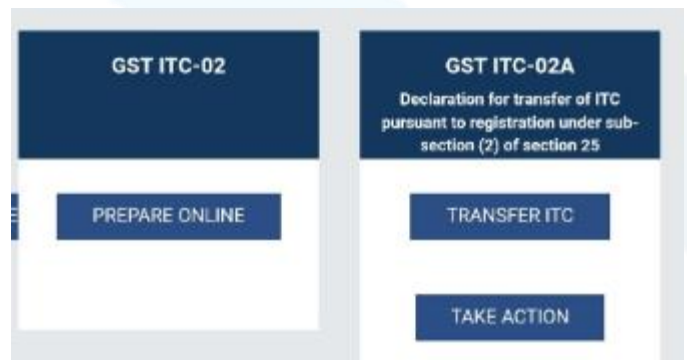 GST ITC-02
PREPARE ONLINE
GST ITC-02A
Declaration for transfer of ITC
pursuant to registration under sub-
section (2) of section 25
TRANSFER ITC
TAKE ACTION